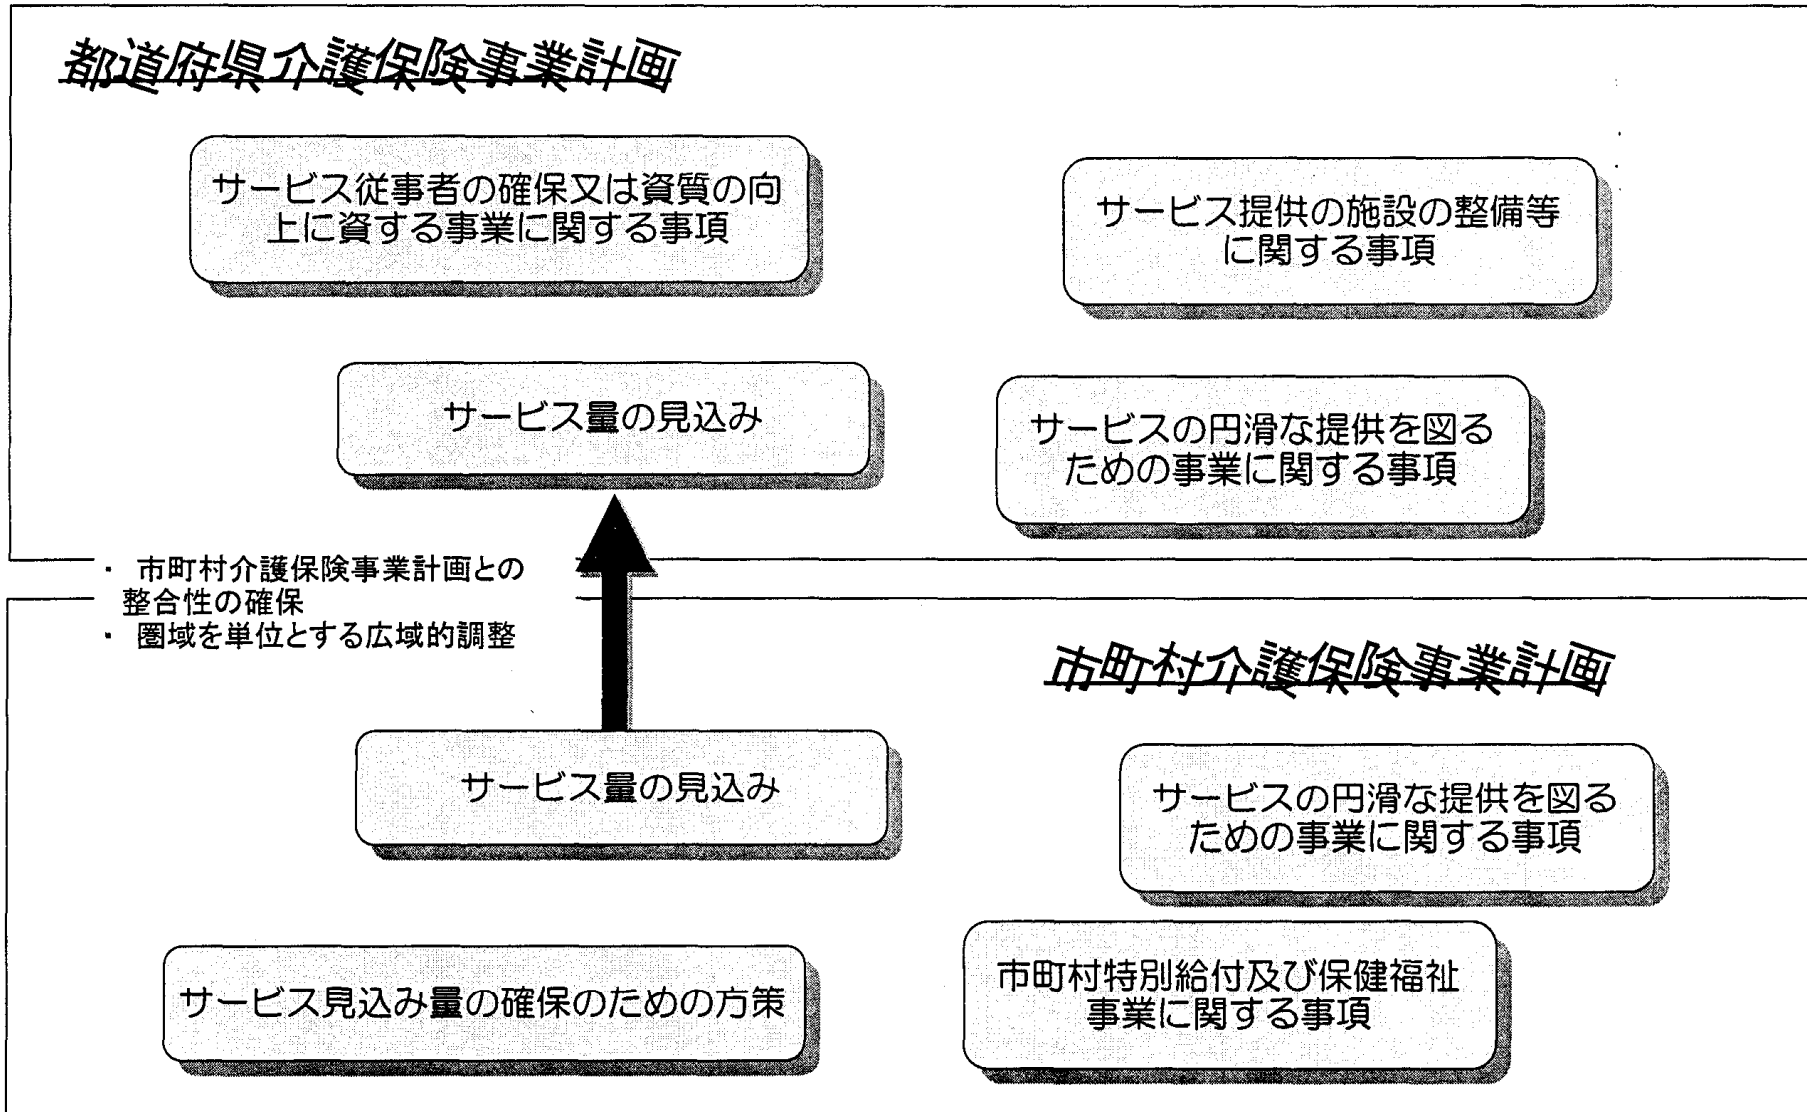 都道府県介護保険事業計画
サービス従事者の確保又は資質の向
上に資する事業に関する事項
サービス提供の施設の整備等
に関する事項
サービス量の見込み
サービスの円滑な提供を図る
ための事業に関する事項
・ 市町村介護保険事業計画との
整合性の確保
・ 圏域を単位とする広域的調整
市町村介護保険事業計画
サービス量の見込み
サービスの円滑な提供を図る
ための事業に関する事項
サービス見込み量の確保のための方策
市町村特別給付及び保健福祉
事業に関する事項